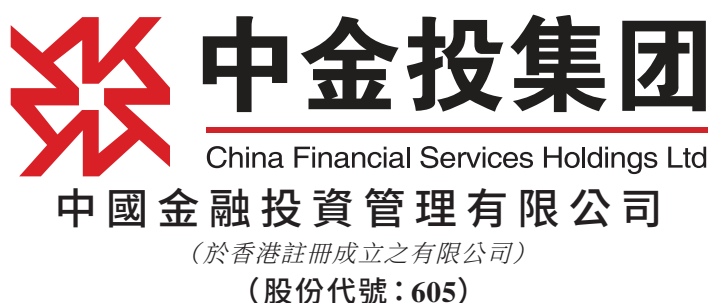 中金投集团
China Financial Services Holdings Ltd
中國金融投資管理有限公司
（於香港註冊成立之有限公司）
（股份代號：605）